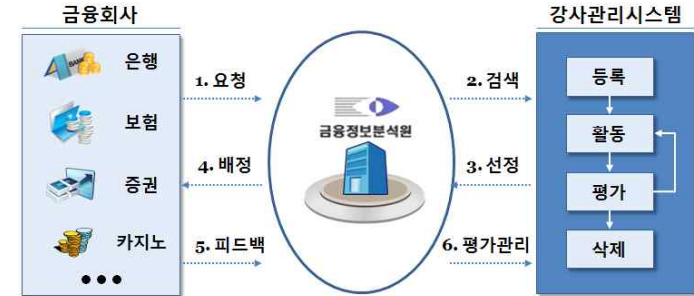 금융회사
강사관리시스템
BANK
은행
보험
증권
카지노
1. 요청
2. 검색
금융정보분석원
4. 배정
3. 선정
5. 피드백
6. 평가관리
등록
활동
평가
삭제